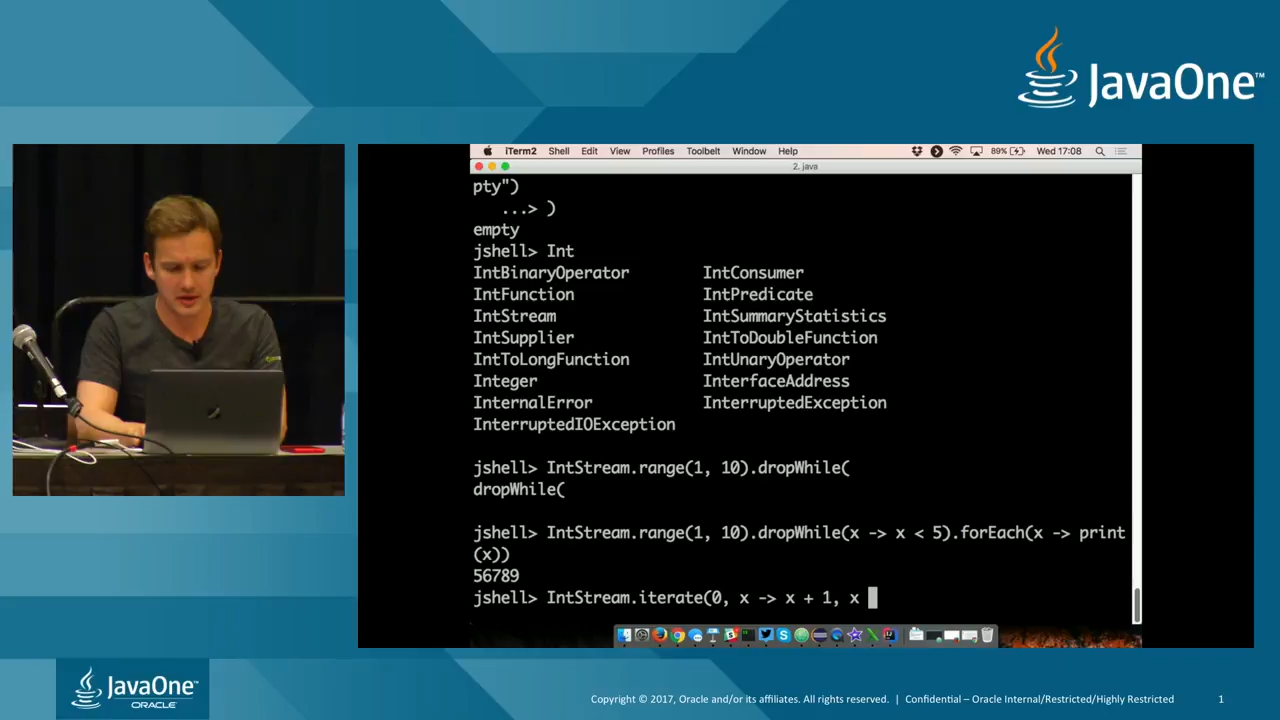 JavaOne™
iTerm2 Shell Edit View Profiles Toolbelt Window Help 89% Wed 17:08
2. java
pty")
...> )
empty
jshell> Int
IntBinaryOperator IntConsumer
IntFunction IntPredicate
IntStream IntSummaryStatistics
IntSupplier IntToDoubleFunction
IntToLongFunction IntUnaryOperator
Integer InterfaceAddress
InternalError InterruptedException
InterruptedIOException
jshell> IntStream.range(1, 10).dropWhile(
dropWhile(
jshell> IntStream.range(1, 10).dropWhile(x -> x < 5).forEach(x -> print
(x))
56789
jshell> IntStream.iterate(0, x -> x + 1, x
JavaOne™
ORACLE
Copyright © 2017, Oracle and/or its affiliates. All rights reserved. | Confidential – Oracle Internal/Restricted/Highly Restricted 1